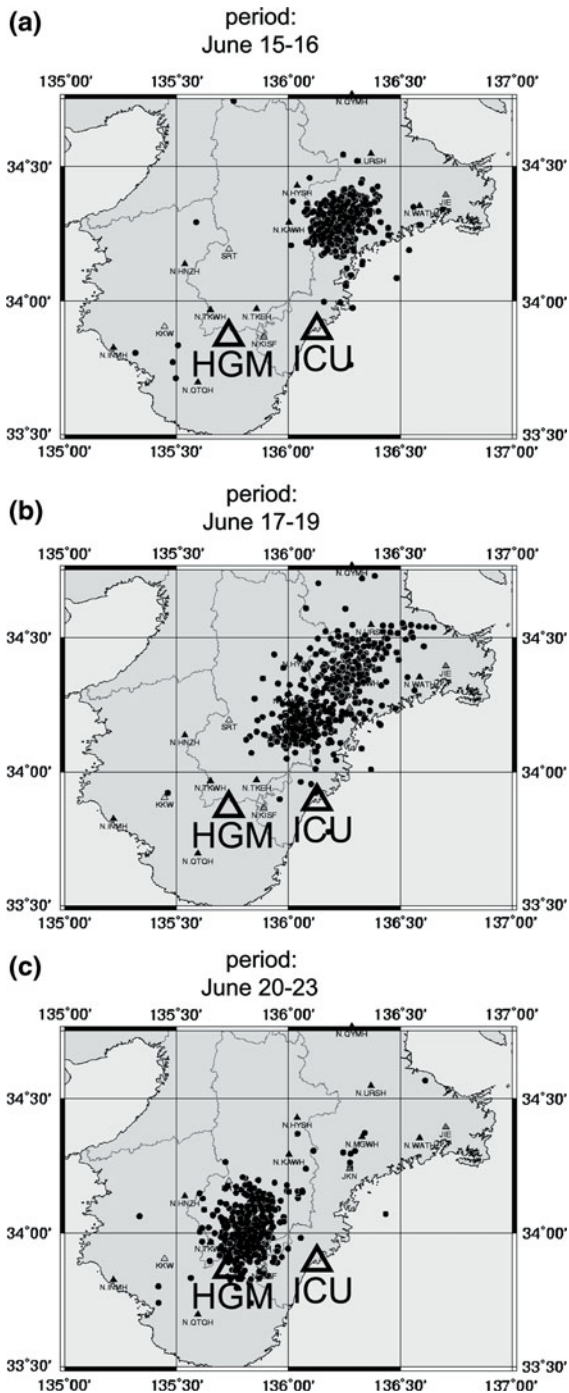 (a)
period:
June 15-16
135°00' 135°30' 136°00' 136°30' 137°00'
N.OYMH
34°30' 34°30'
N.URSH
N.HYSH
JIE
N.WATH
N.KAWH
SRT
N.HNZH
34°00' 34°00'
N.TKWH N.TKEH
KKW N.KISF
HGM ICU
N.INMH
N.QTQH
33°30' 33°30'
135°00' 135°30' 136°00' 136°30' 137°00'
(b)
period:
June 17-19
135°00' 135°30' 136°00' 136°30' 137°00'
34°30' 34°30'
N.URSH
JIE
N.WATH
SRT
N.HNZH
34°00' 34°00'
N.TKWH N.TKEH
KKW N.KISF
HGM ICU
N.INMH
N.QTQH
33°30' 33°30'
135°00' 135°30' 136°00' 136°30' 137°00'
(c)
period:
June 20-23
135°00' 135°30' 136°00' 136°30' 137°00'
N.OYMH
34°30' 34°30'
N.URSH
N.HYSH
JIE
N.MGWH N.WATH
N.KAWH
JKN
N.HNZH
34°00' 34°00'
KKW
HGM ICU
N.INMH
N.QTQH
33°30' 33°30'
135°00' 135°30' 136°00' 136°30' 137°00'